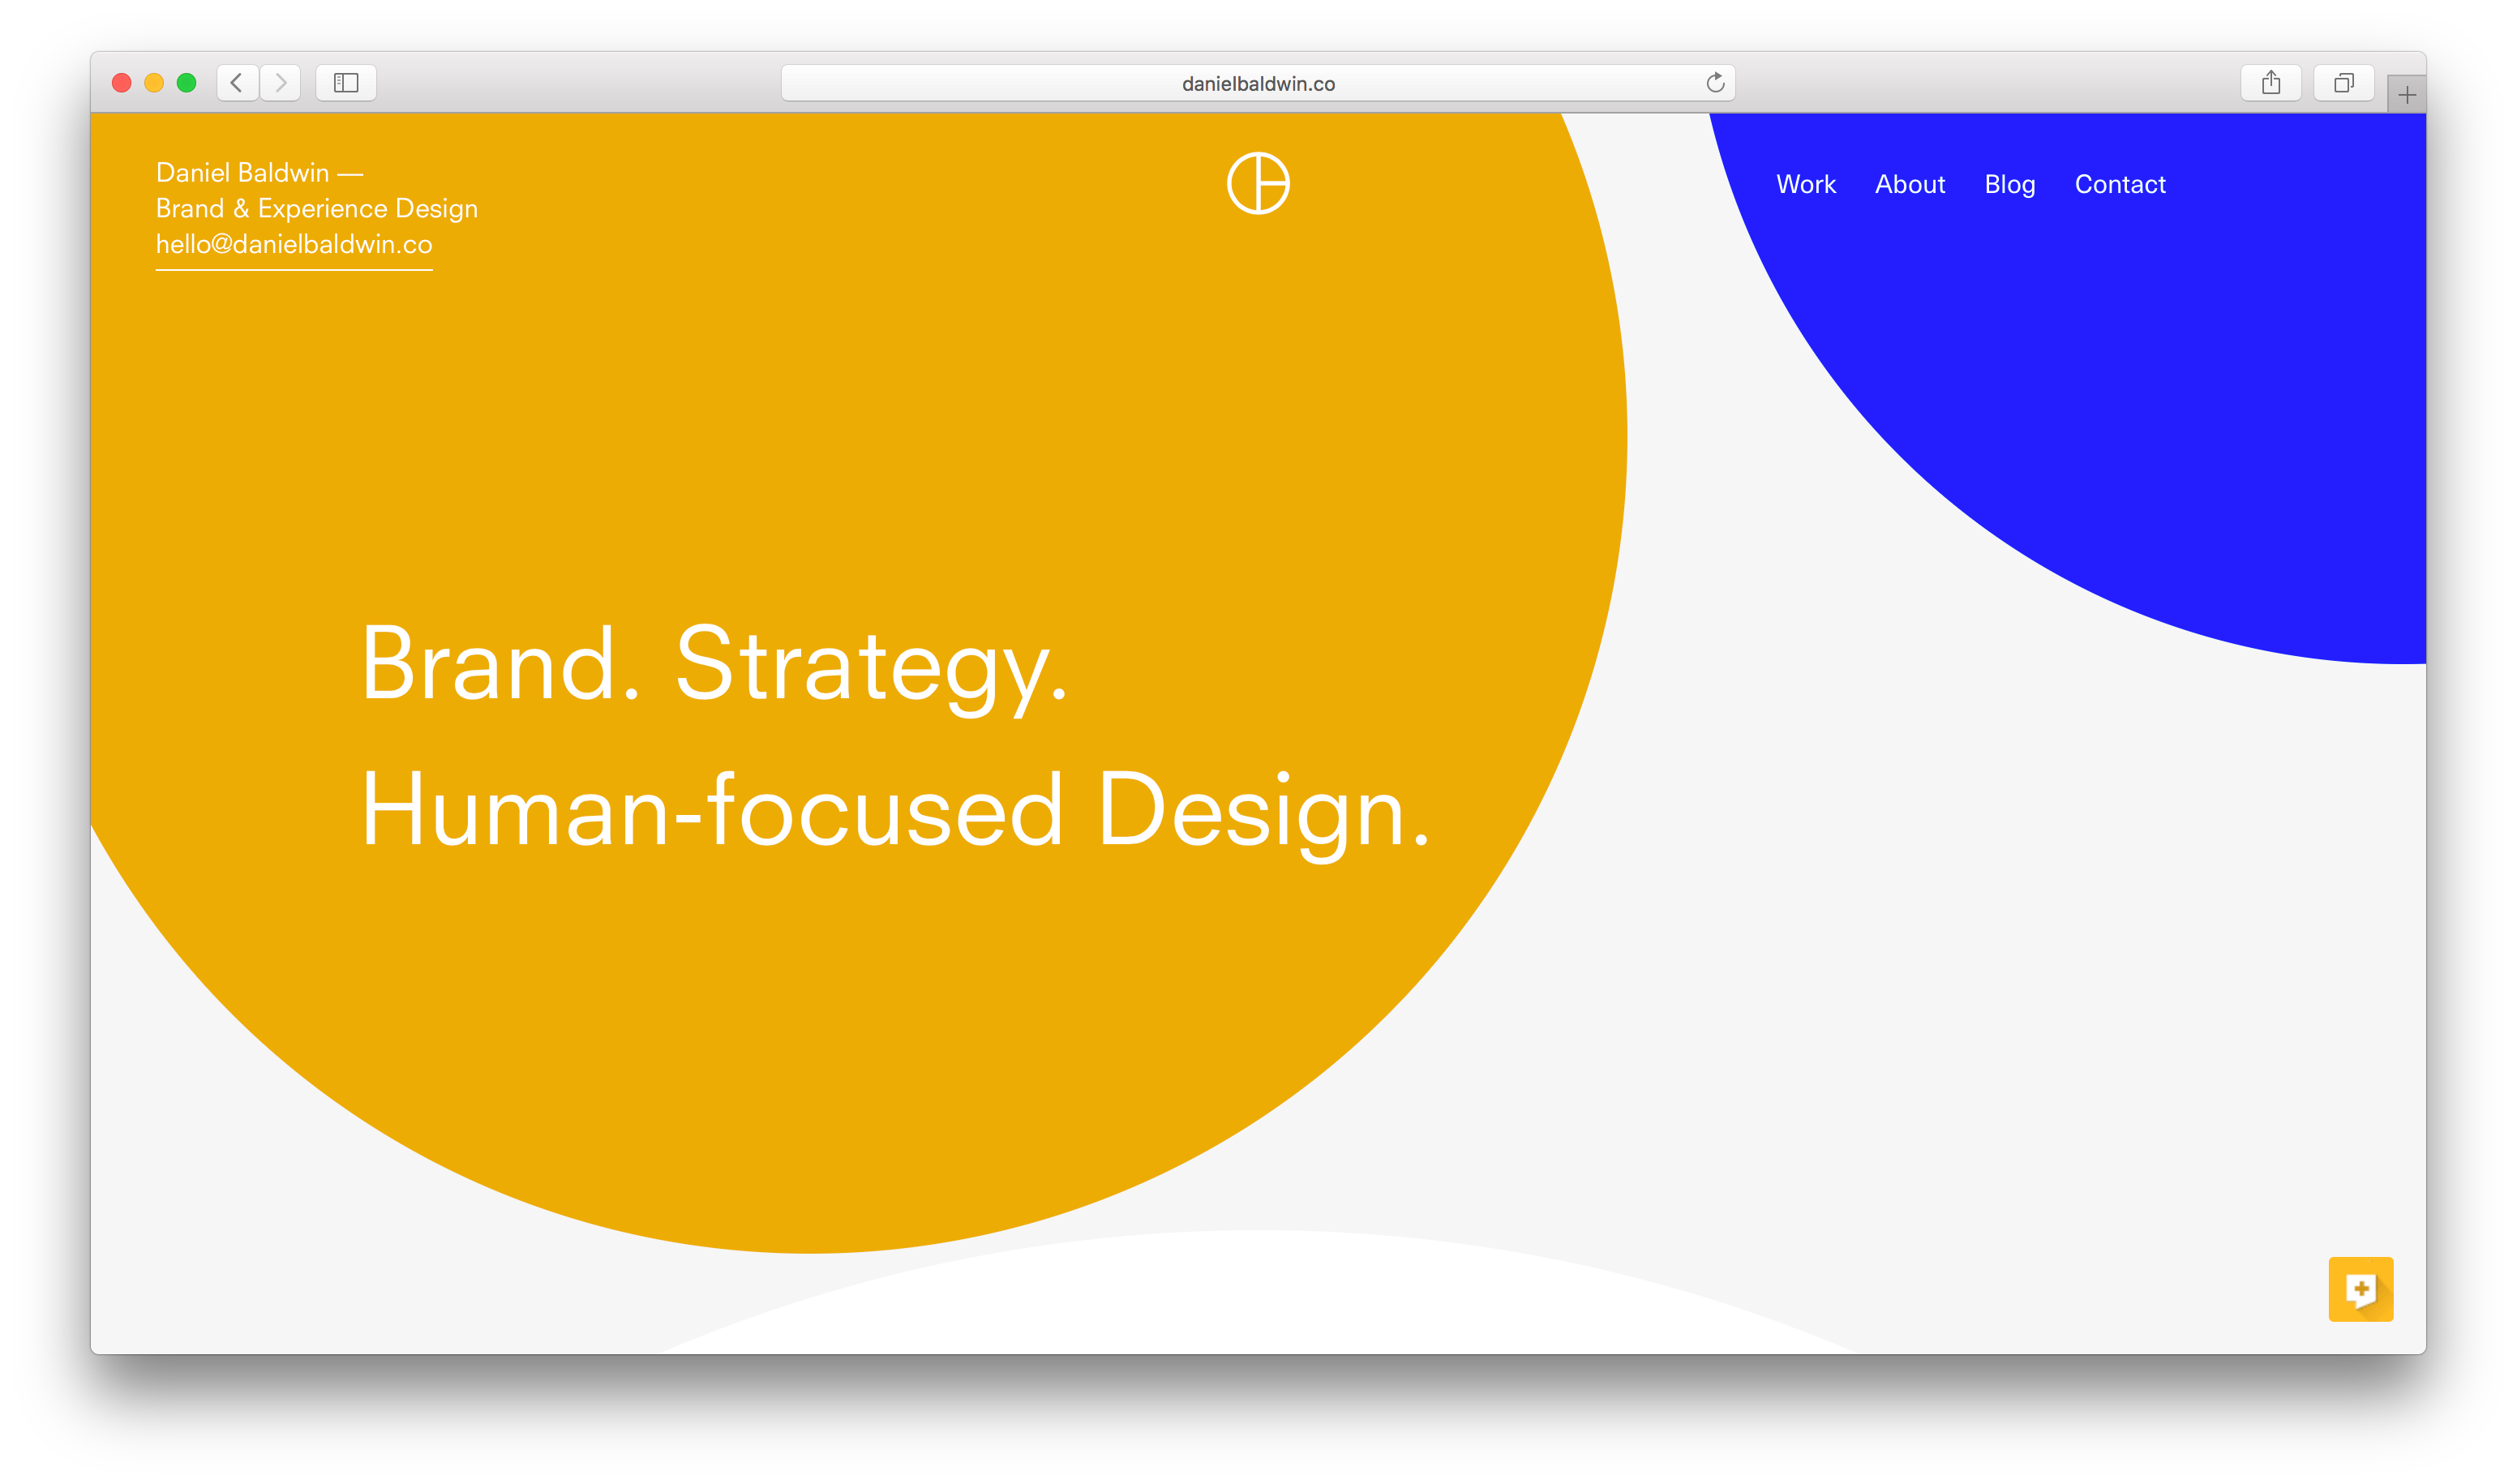 danielbaldwin.co
Daniel Baldwin —
Brand & Experience Design
hello@danielbaldwin.co
Work About Blog Contact
Brand. Strategy.
Human-focused Design.